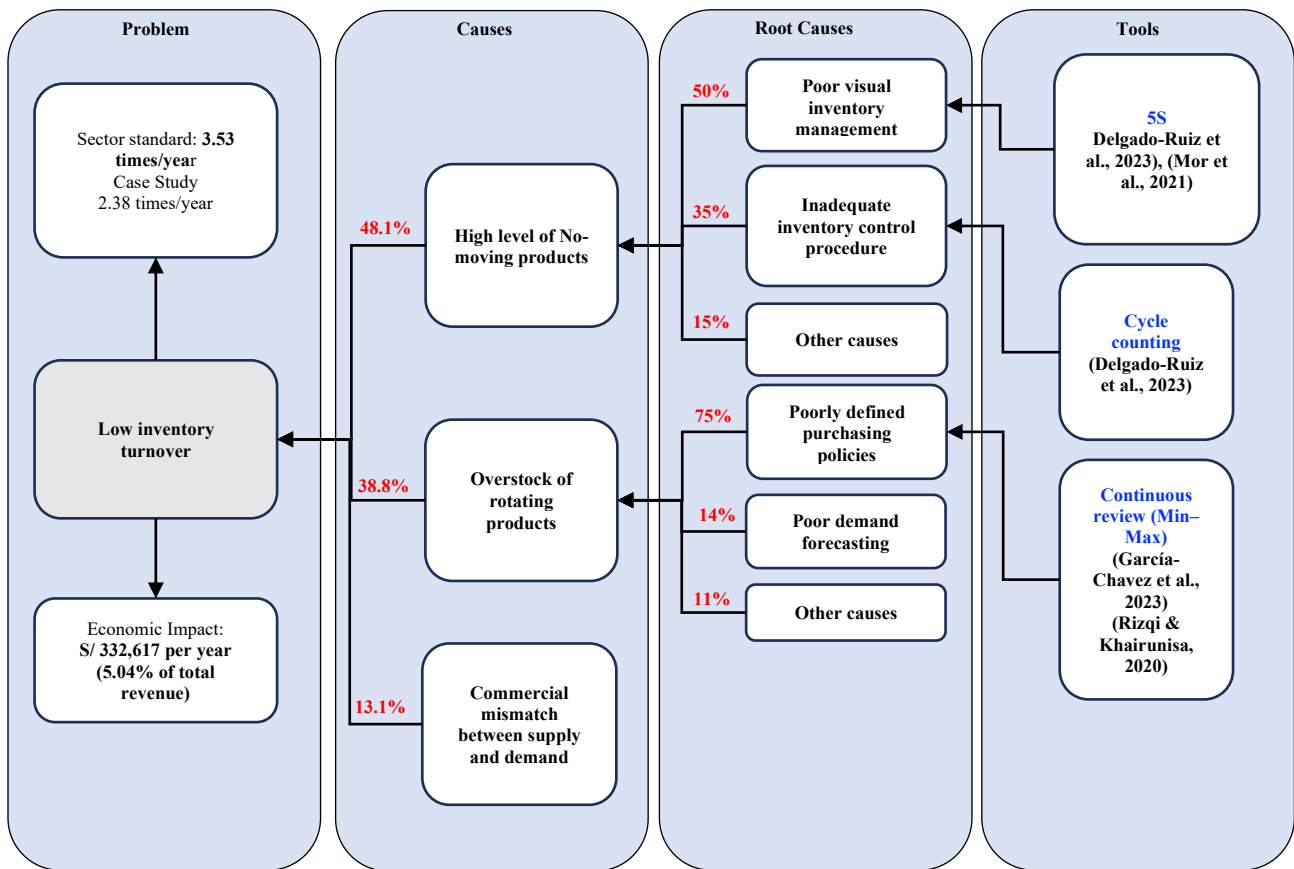 Problem
Sector standard: 3.53
times/year
Case Study
2.38 times/year
Low inventory
turnover
Economic Impact:
S/ 332,617 per year
(5.04% of total
revenue)
Causes
48.1%
High level of No-
moving products
38.8%
Overstock of
rotating products
13.1%
Commercial
mismatch
between supply
and demand
Root Causes
50%
Poor visual
inventory
management
35%
Inadequate
inventory control
procedure
15%
Other causes
75%
Poorly defined
purchasing
policies
14%
Poor demand
forecasting
11%
Other causes
Tools
5S
Delgado-Ruiz et
al., 2023), (Mor et
al., 2021)
Cycle
counting
(Delgado-Ruiz
et al., 2023)
Continuous
review (Min–
Max)
(García-
Chavez et al.,
2023)
(Rizqi &
Khairunisa,
2020)